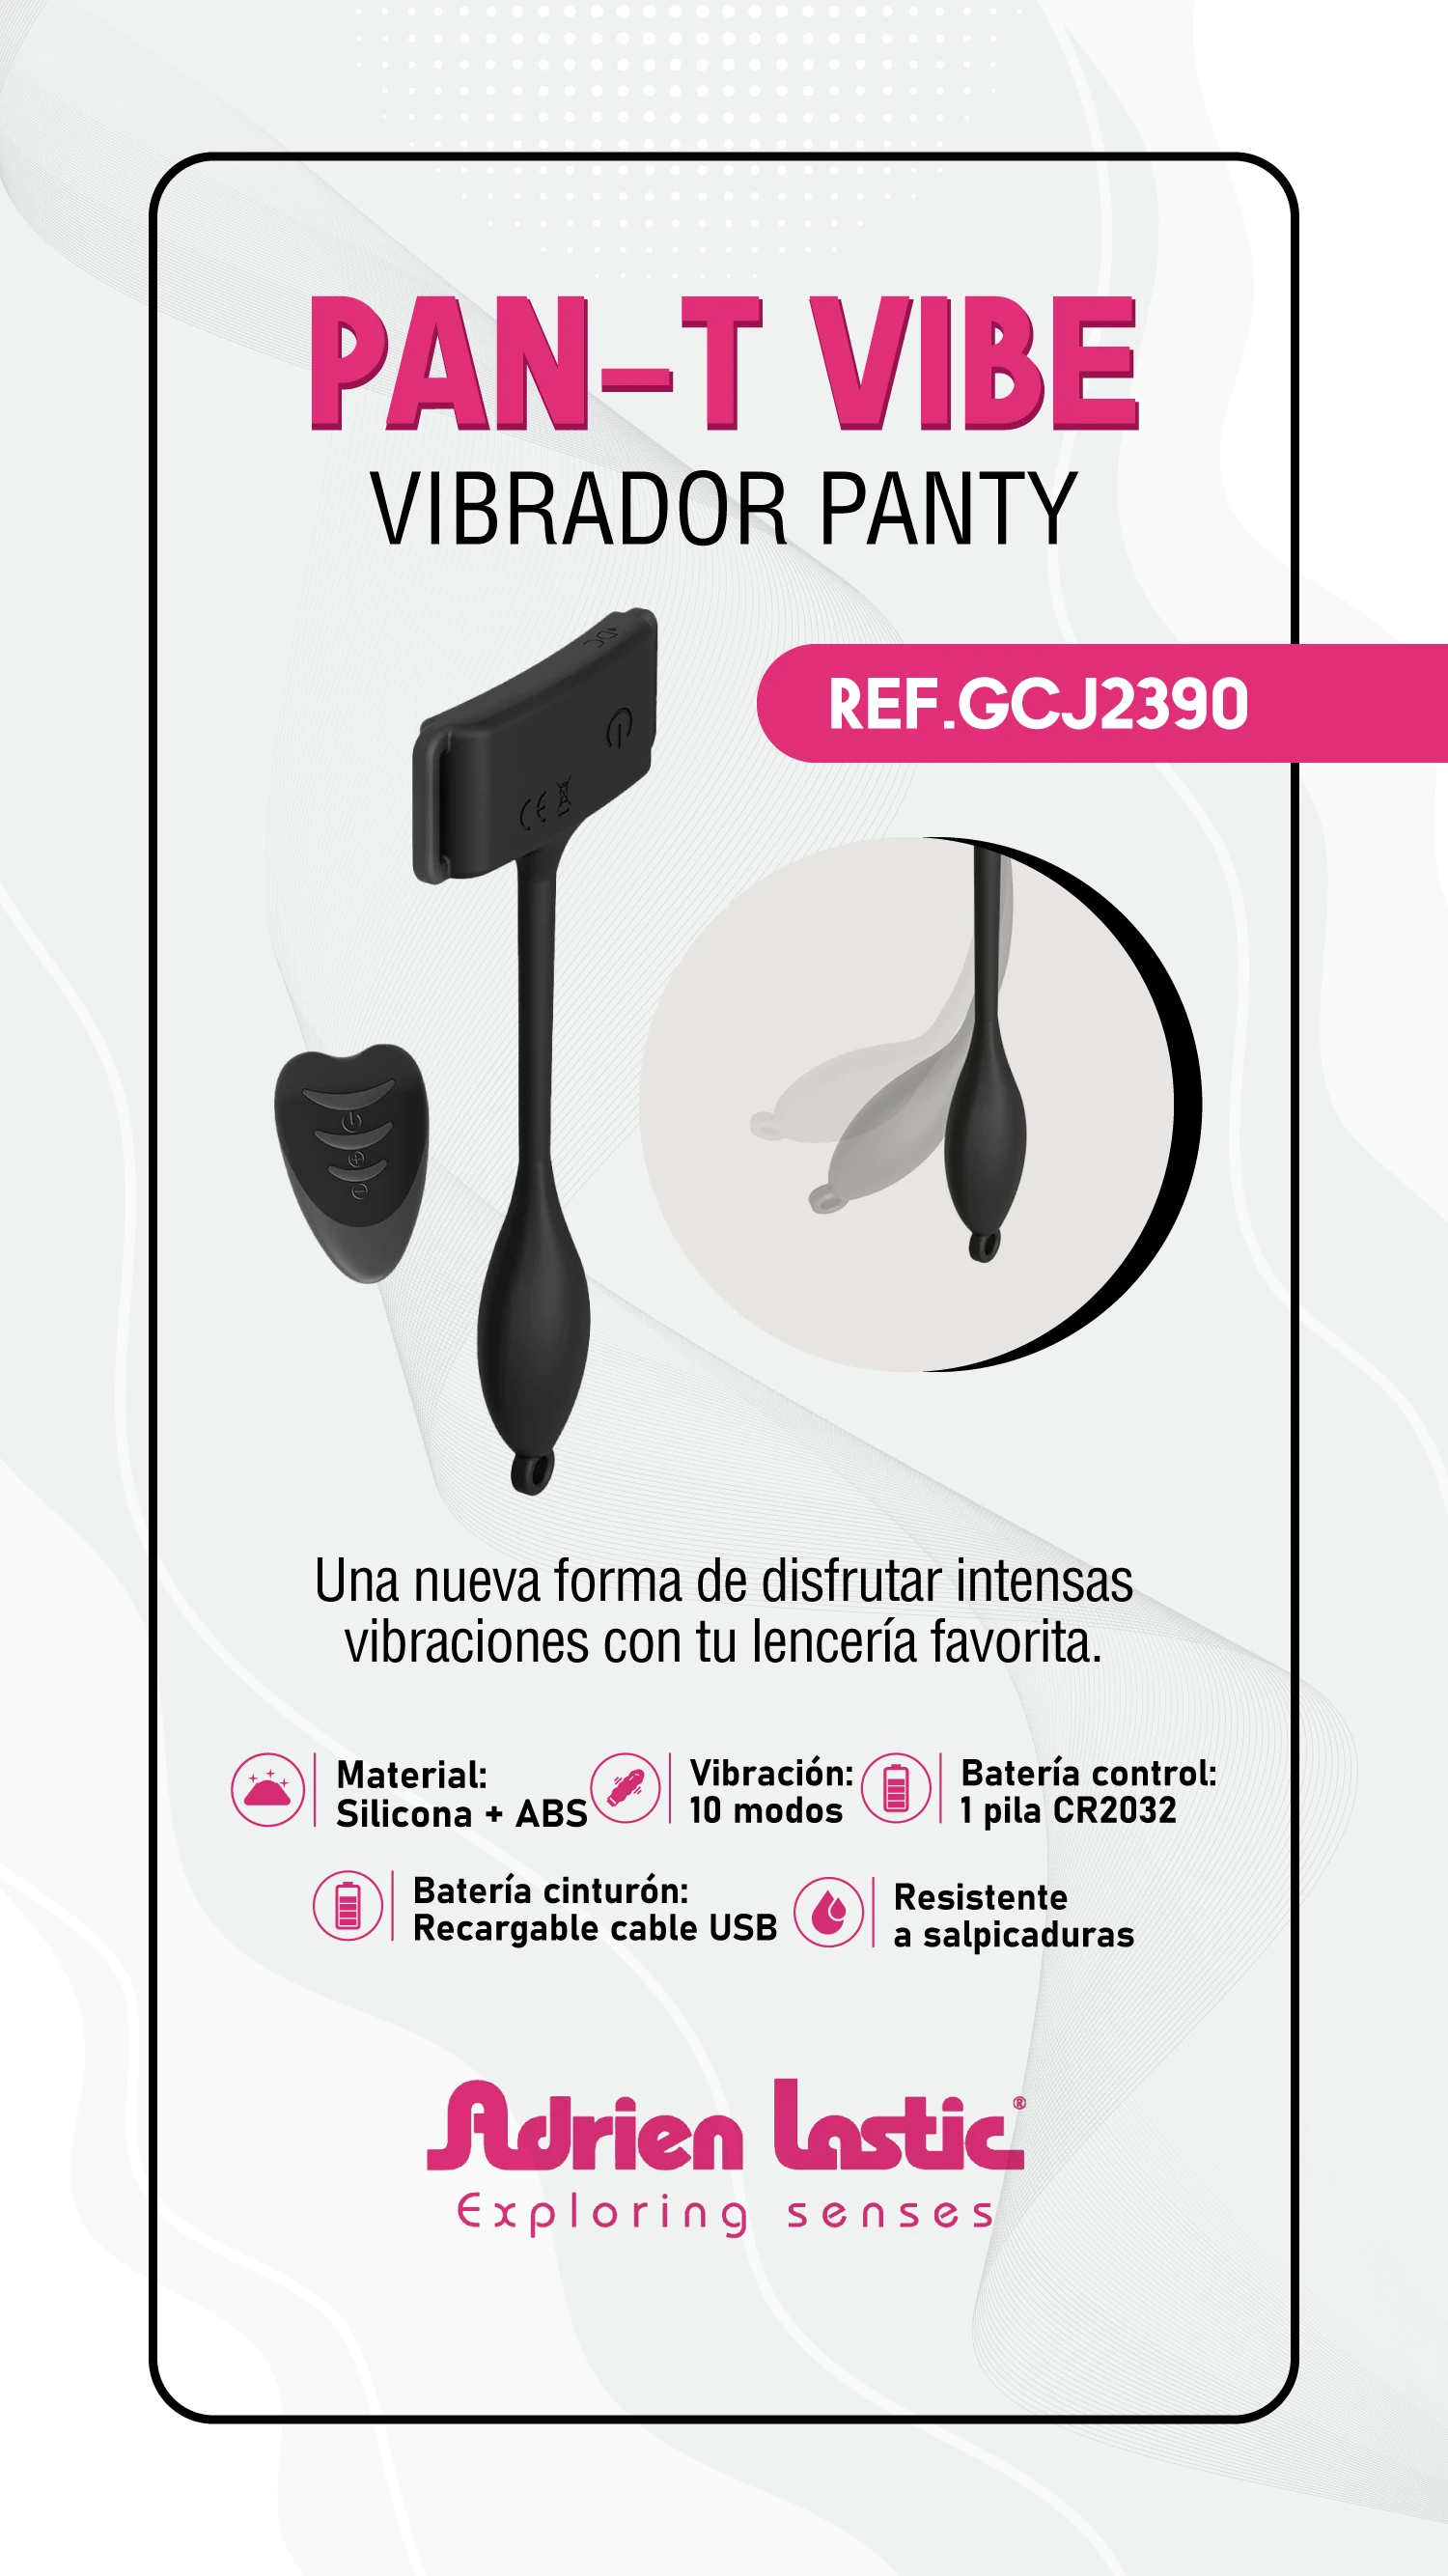 PAN-T VIBE
VIBRADOR PANTY
REF.GCJ2390
DC
CE
Una nueva forma de disfrutar intensas
vibraciones con tu lencería favorita.
Material:
Silicona + ABS
Vibración:
10 modos
Batería control:
1 pila CR2032
Batería cinturón:
Recargable cable USB
Resistente
a salpicaduras
Adrien Lastic®
Exploring senses